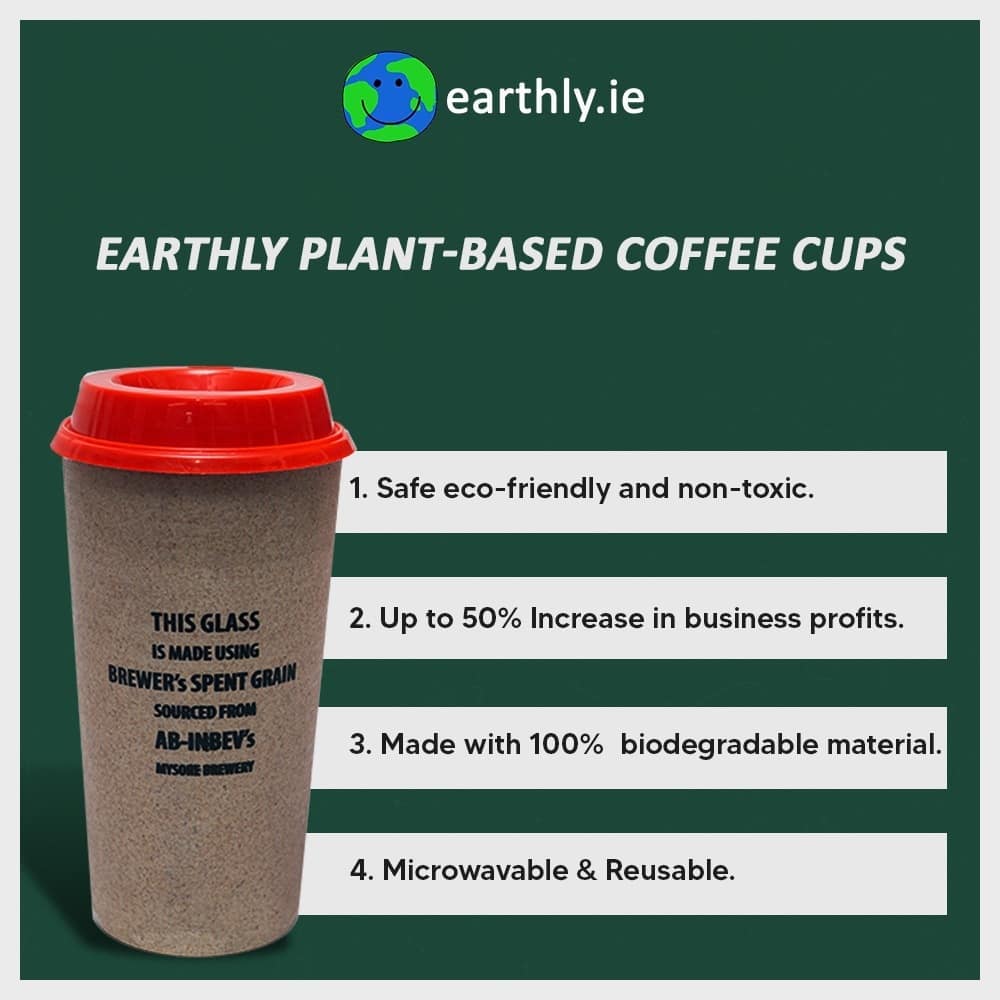 earthly.ie
EARTHLY PLANT-BASED COFFEE CUPS
1. Safe eco-friendly and non-toxic.
2. Up to 50% Increase in business profits.
3. Made with 100% biodegradable material.
4. Microwavable & Reusable.
THIS GLASS
IS MADE USING
BREWER's SPENT GRAIN
SOURCED FROM
AB-INBEV's
MYSORE BREWERY